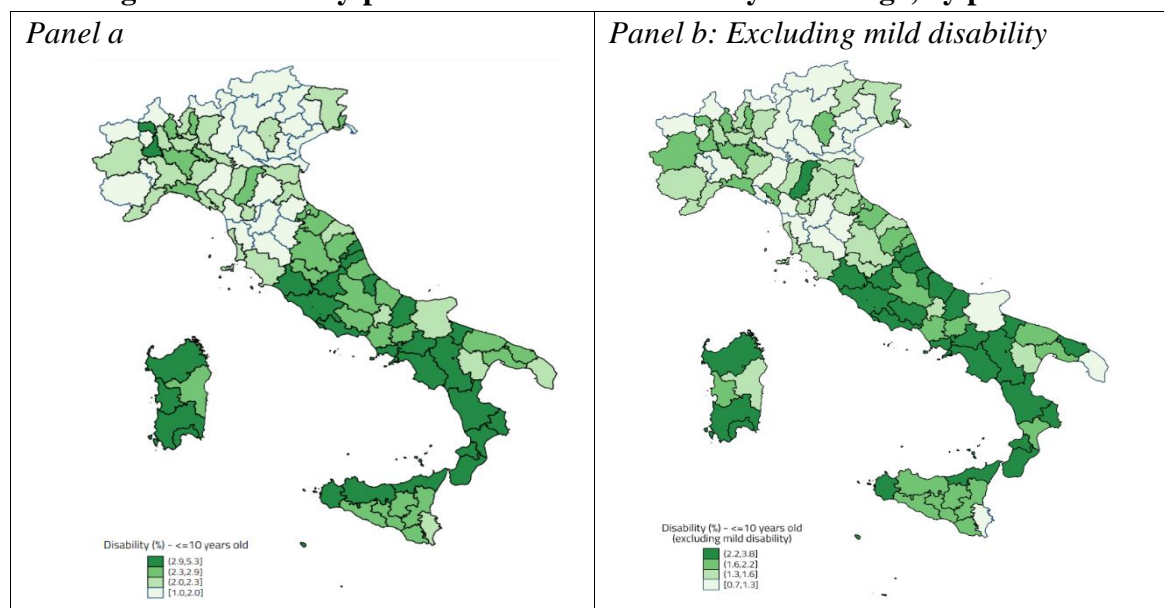 Panel a
Disability (%) - <=10 years old
(2.9,5.3]
(2.3,2.9]
(2.0,2.3]
[1.0,2.0]
Panel b: Excluding mild disability
Disability (%) - <=10 years old
(excluding mild disability)
(2.2,3.8]
(1.6,2.2]
(1.3,1.6]
[0.7,1.3]